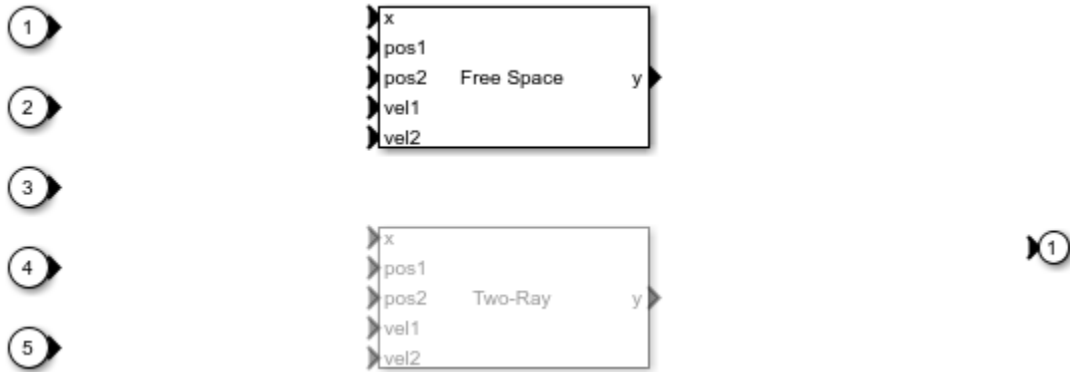 1
2
3
4
5
x
pos1
pos2 Free Space y
vel1
vel2
x
pos1
pos2 Two-Ray y
vel1
vel2
1